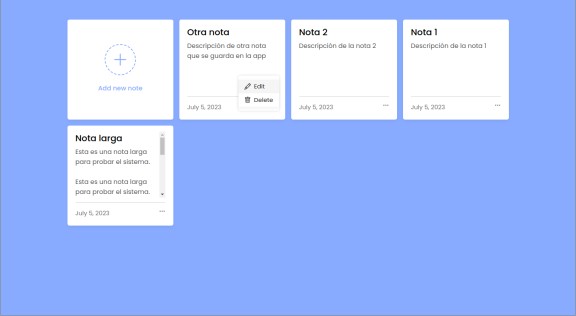 Add new note
Otra nota
Descripción de otra nota
que se guarda en la app
Edit
Delete
July 5, 2023
Nota 2
Descripción de la nota 2
July 5, 2023
Nota 1
Descripción de la nota 1
July 5, 2023
Nota larga
Esta es una nota larga
para probar el sistema.
Esta es una nota larga
para probar el sistema.
July 5, 2023